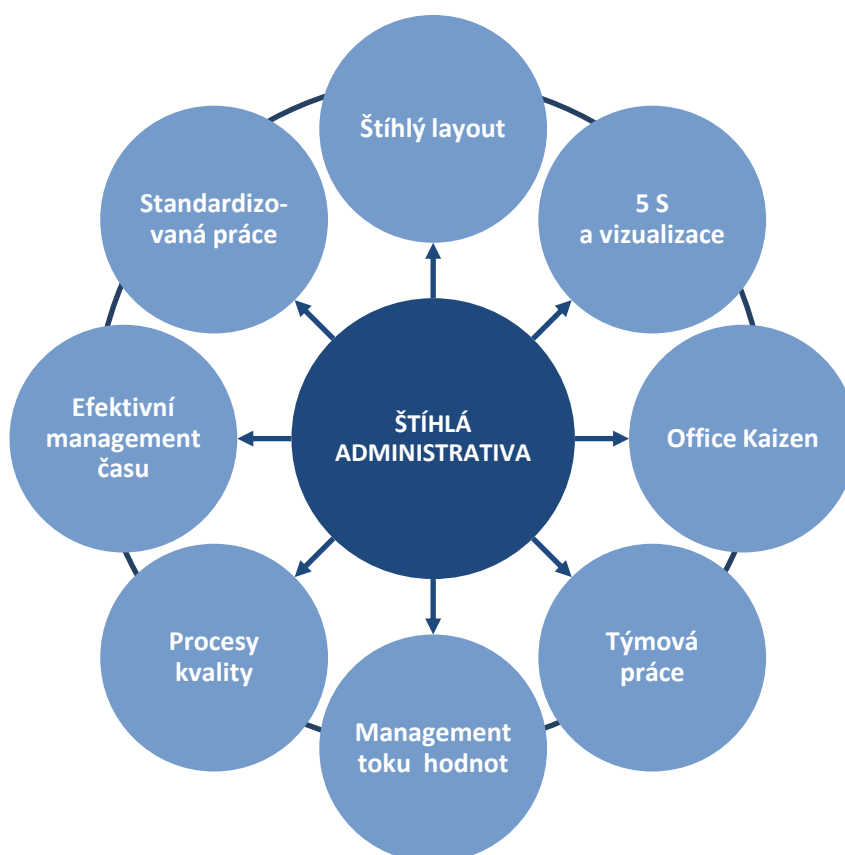 Štíhlý layout
5 S
a vizualizace
Office Kaizen
Týmová
práce
Management
toku  hodnot
Procesy
kvality
Efektivní
management
času
Standardizo-
vaná práce
ŠTÍHLÁ
ADMINISTRATIVA